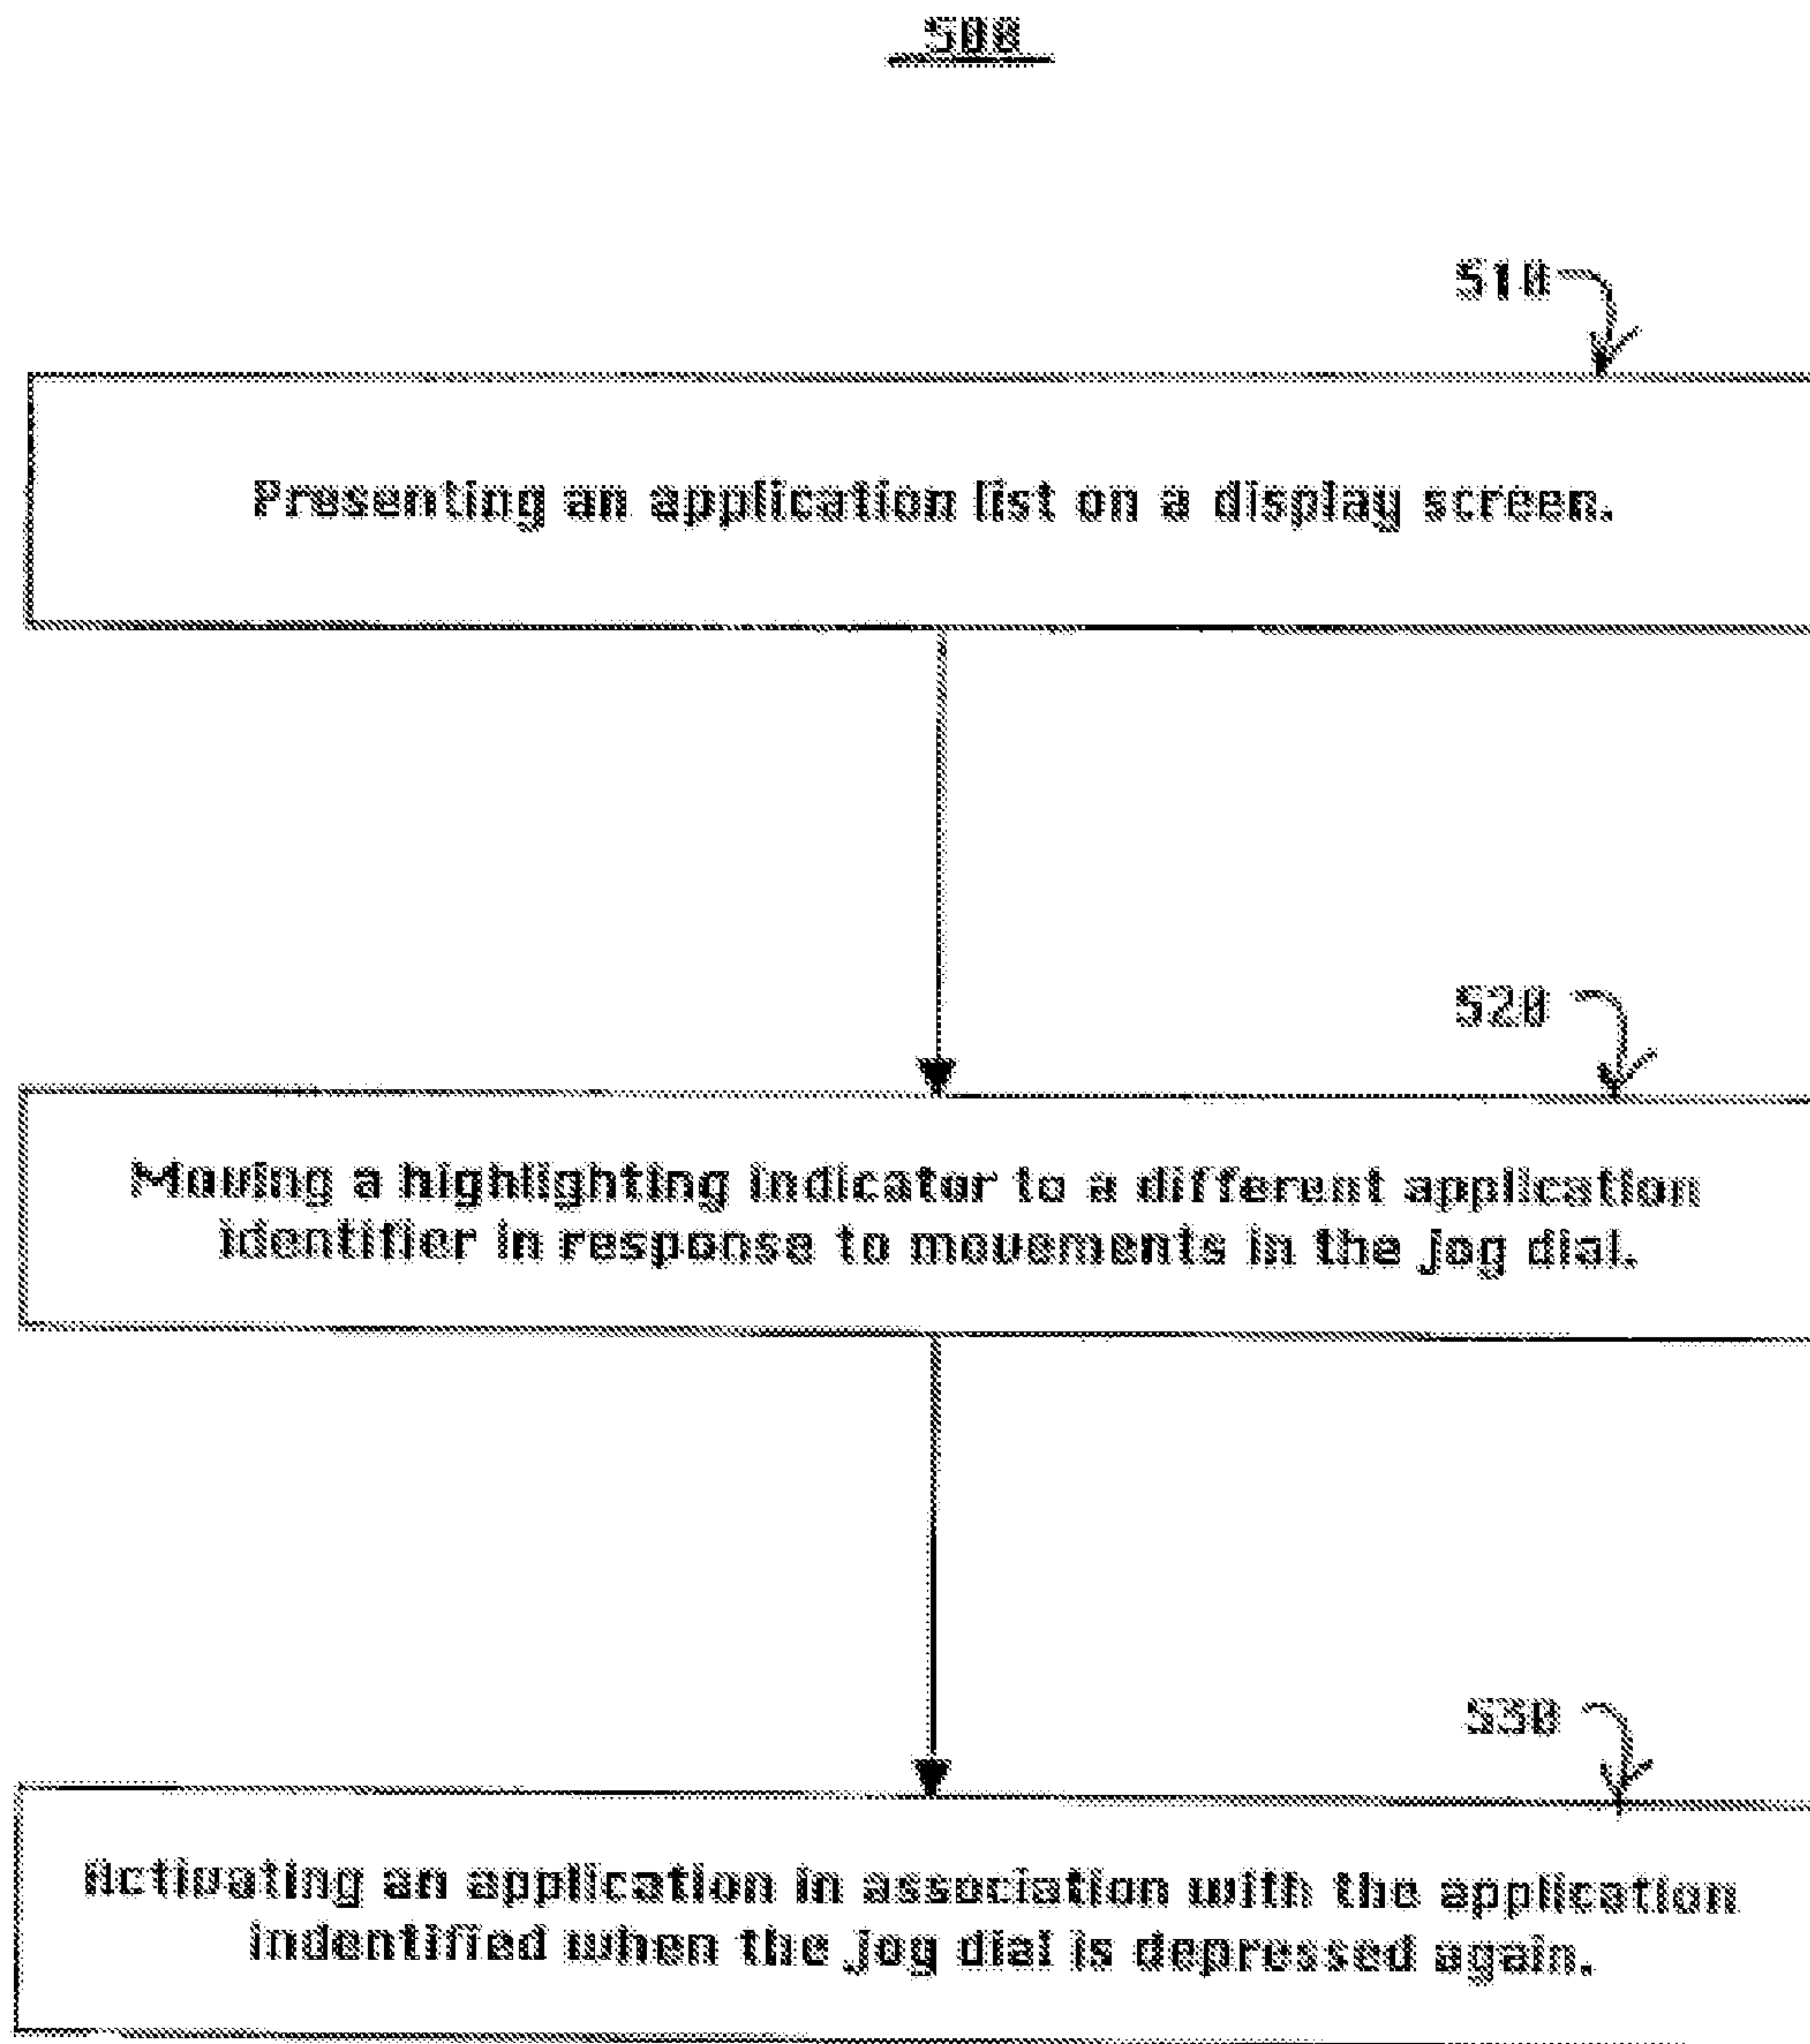 500
510
Presenting an application list on a display screen.
520
Moving a highlighting indicator to a different application
identifier in response to movements in the jog dial.
530
Activating an application in association with the application
indentified when the jog dial is depressed again.